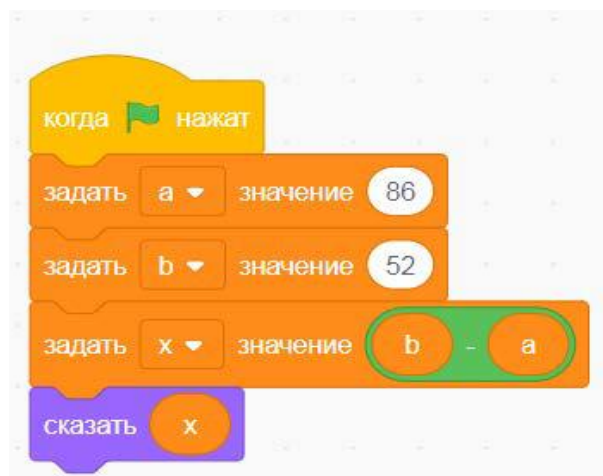 когда нажат
задать a значение 86
задать b значение 52
задать x значение b - a
сказать x